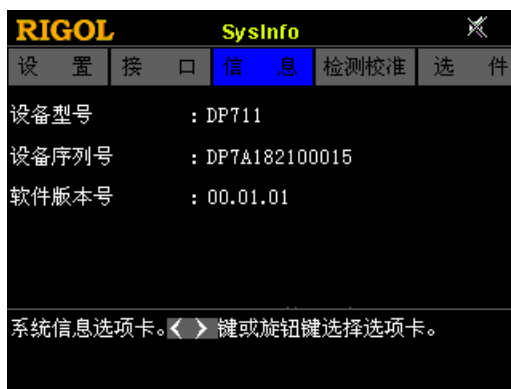 RIGOL SysInfo
设 置 接 口 信 息 检测校准 选 件
设备型号 : DP711
设备序列号 : DP7A182100015
软件版本号 : 00.01.01
系统信息选项卡。< > 键或旋钮键选择选项卡。